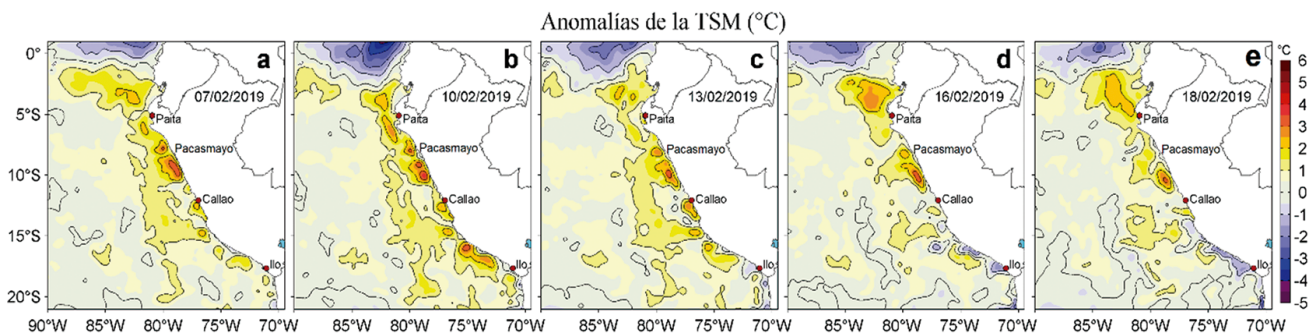 Anomalías de la TSM (°C)
0°
5°S
10°S
15°S
20°S
a
07/02/2019
Paita
Pacasmayo
Callao
Ilo
90°W 85°W 80°W 75°W 70°W
b
10/02/2019
Paita
Pacasmayo
Callao
Ilo
85°W 80°W 75°W 70°W
c
13/02/2019
Paita
Pacasmayo
Callao
Ilo
85°W 80°W 75°W 70°W
d
16/02/2019
Paita
Pacasmayo
Callao
Ilo
85°W 80°W 75°W 70°W
e
18/02/2019
Paita
Pacasmayo
Callao
Ilo
85°W 80°W 75°W 70°W
°C
6
5
4
3
2
1
0
-1
-2
-3
-4
-5